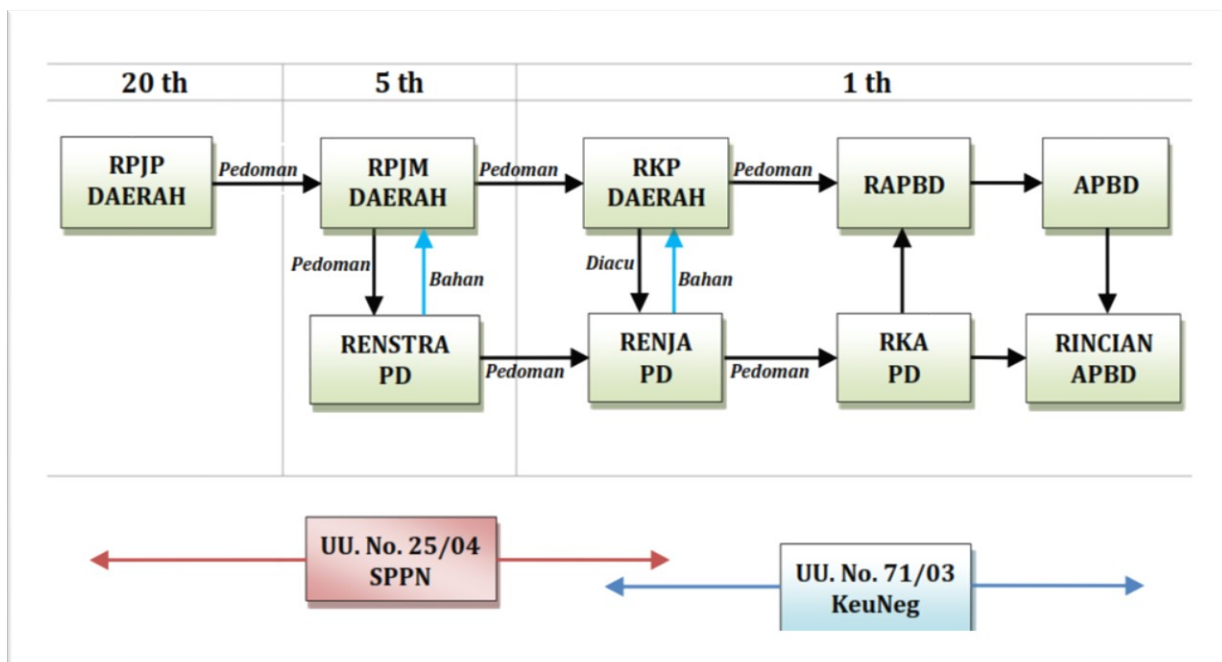 20 th
5 th
1 th
RPJP
DAERAH
Pedoman
RPJM
DAERAH
Pedoman
RKP
DAERAH
Pedoman
RAPBD
APBD
Pedoman
Bahan
Diacu
Bahan
RENSTRA
PD
Pedoman
RENJA
PD
Pedoman
RKA
PD
RINCIAN
APBD
UU. No. 25/04
SPPN
UU. No. 71/03
KeuNeg